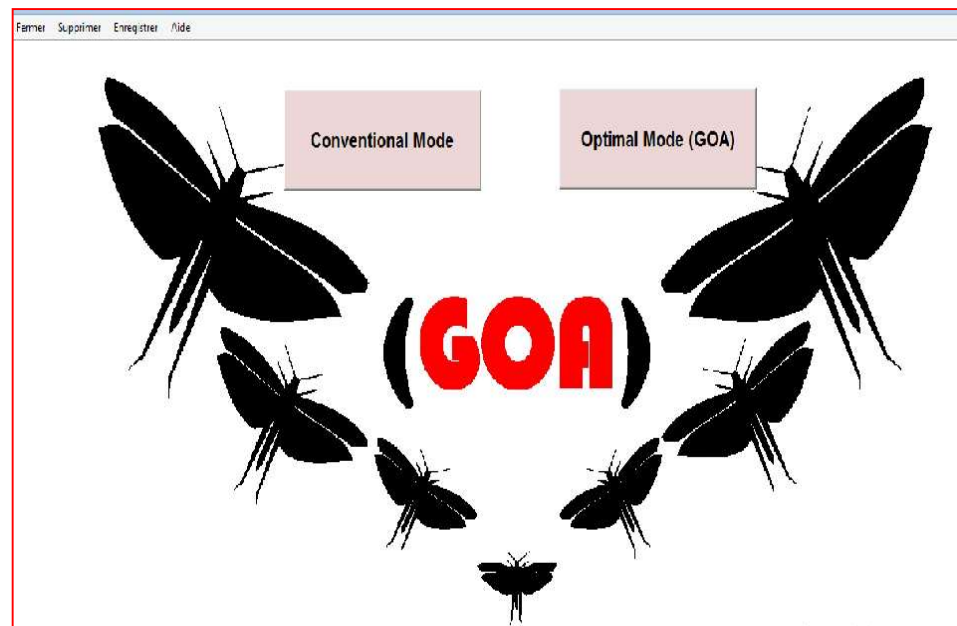 Fermer Supprimer Enregistrer Aide
Conventional Mode
Optimal Mode (GOA)
(GOA)